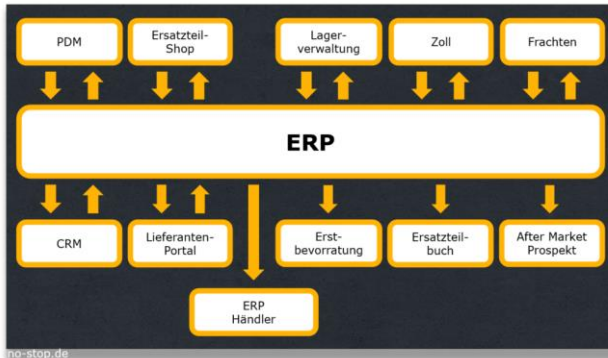 PDM
Ersatzteil-
Shop
Lager-
verwaltung
Zoll
Frachten
ERP
CRM
Lieferanten-
Portal
Erst-
bevorratung
Ersatzteil-
buch
After Market
Prospekt
ERP
Händler
no-stop.de